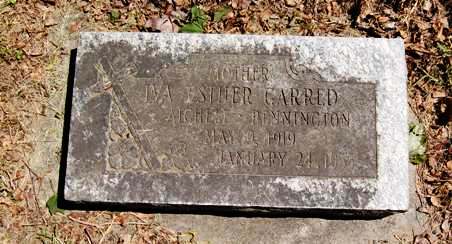 MOTHER
IVA ESTHER GARRED
BENNINGTON
MAY 1919
JANUARY 24,